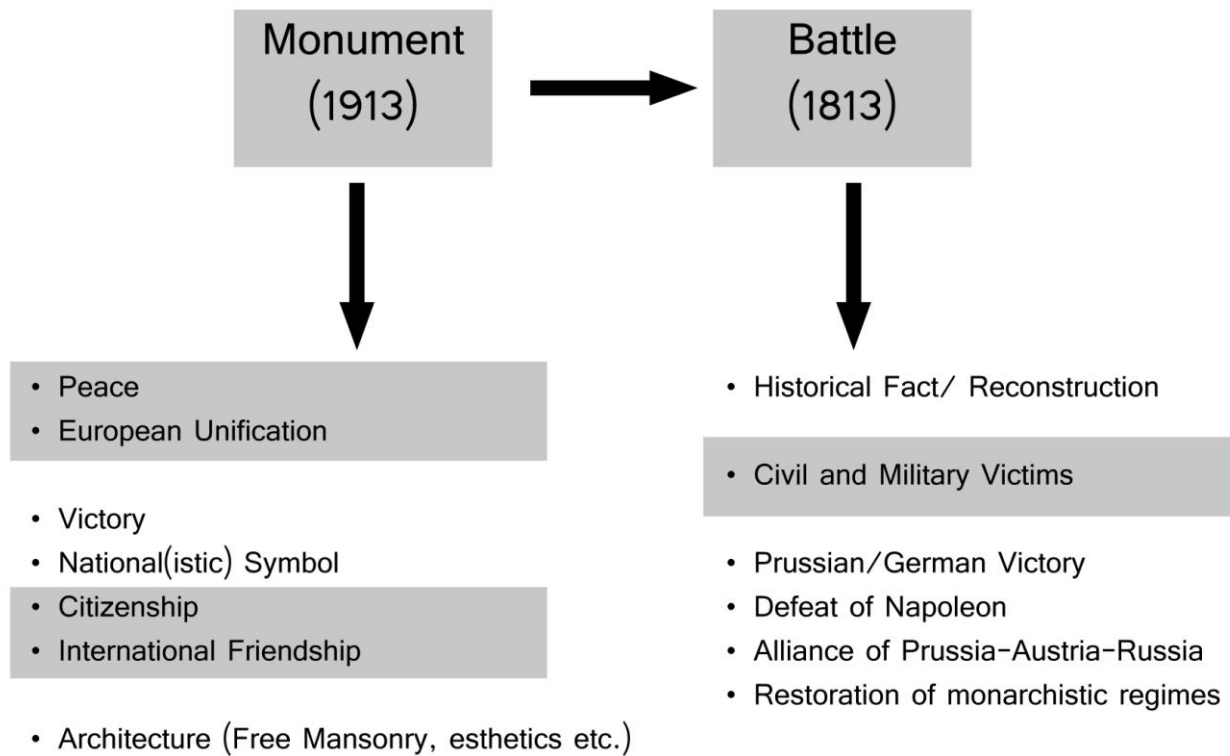 Monument
(1913)
Battle
(1813)
• Peace
• European Unification
• Victory
• National(istic) Symbol
• Citizenship
• International Friendship
• Architecture (Free Mansonry, esthetics etc.)
• Historical Fact/ Reconstruction
• Civil and Military Victims
• Prussian/German Victory
• Defeat of Napoleon
• Alliance of Prussia-Austria-Russia
• Restoration of monarchistic regimes